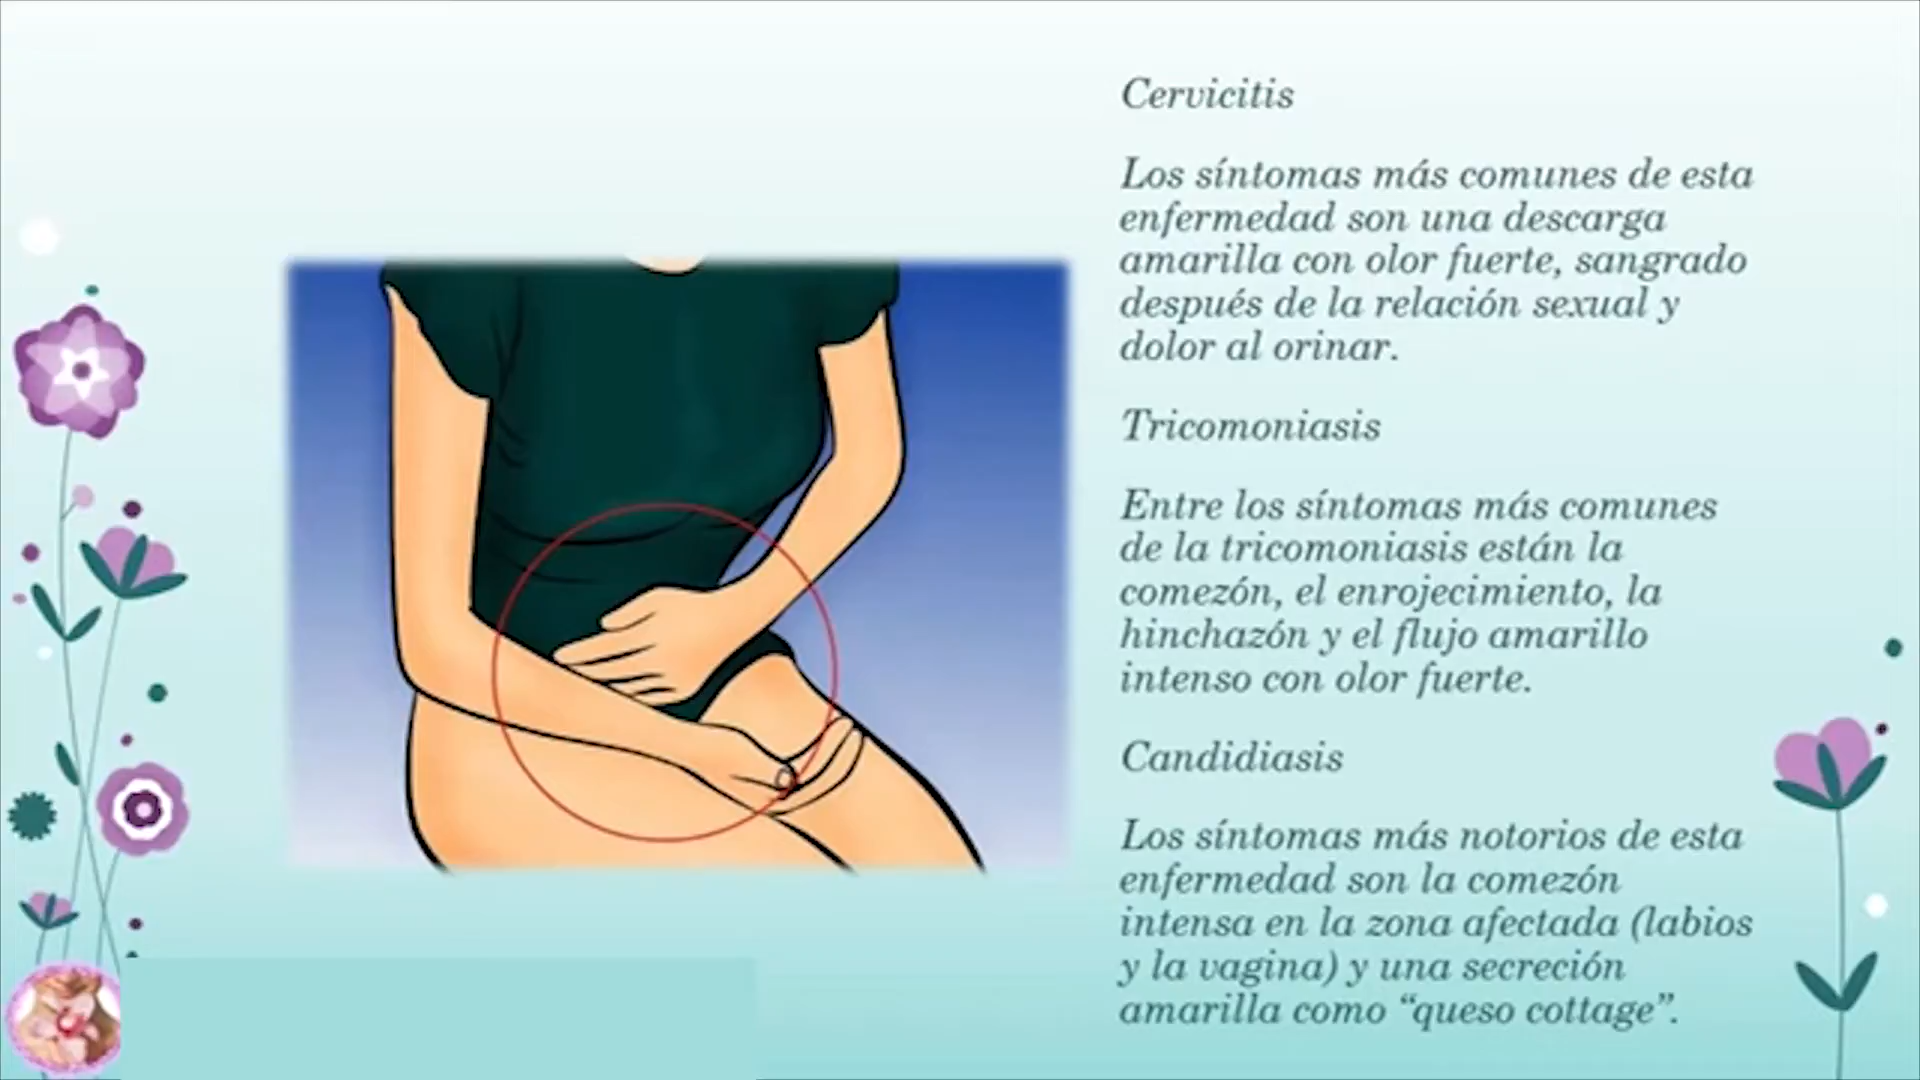 Cervicitis
Los síntomas más comunes de esta
enfermedad son una descarga
amarilla con olor fuerte, sangrado
después de la relación sexual y
dolor al orinar.
Tricomoniasis
Entre los síntomas más comunes
de la tricomoniasis están la
comezón, el enrojecimiento, la
hinchazón y el flujo amarillo
intenso con olor fuerte.
Candidiasis
Los síntomas más notorios de esta
enfermedad son la comezón
intensa en la zona afectada (labios
y la vagina) y una secreción
amarilla como “queso cottage”.